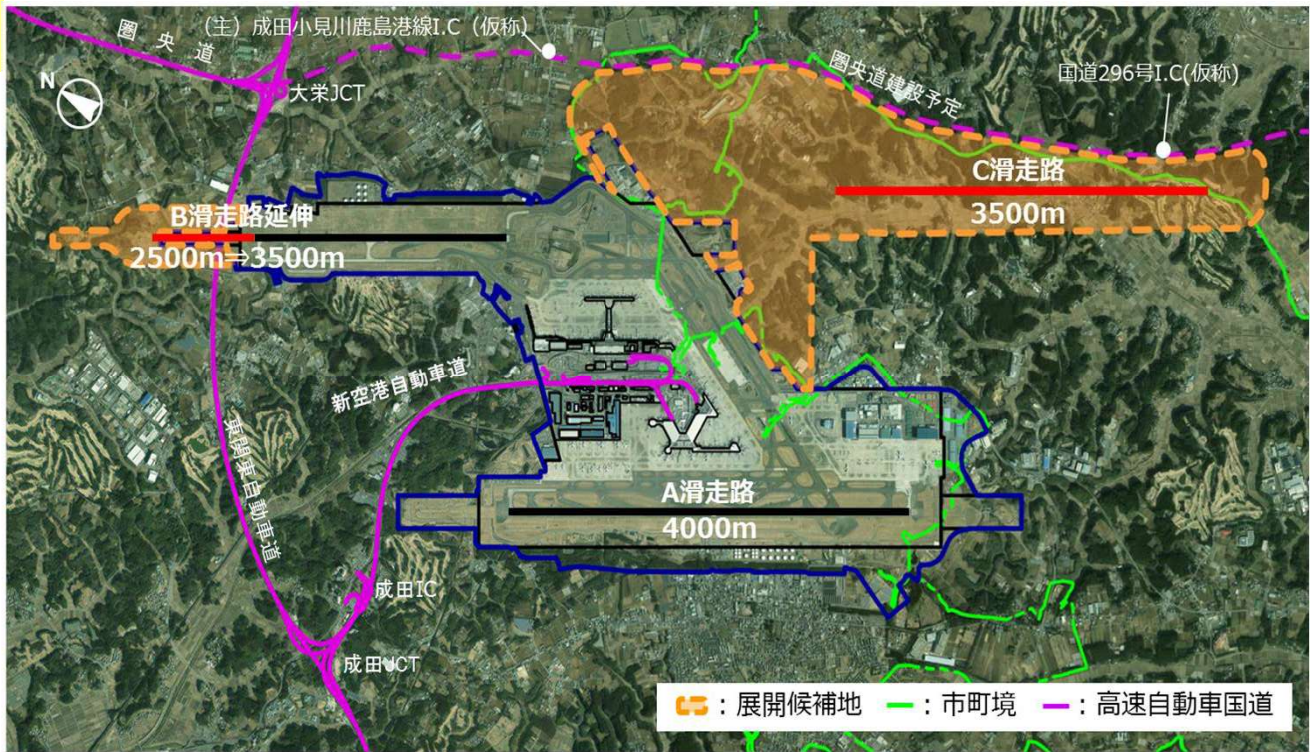 圏央道
（主）成田小見川鹿島港線I.C（仮称）
N
大栄JCT
圏央道建設予定
国道296号I.C(仮称)
C滑走路
3500m
B滑走路延伸
2500m⇒3500m
新空港自動車道
東関東自動車道
A滑走路
4000m
成田IC
成田JCT
：展開候補地 ：市町境 ：高速自動車国道